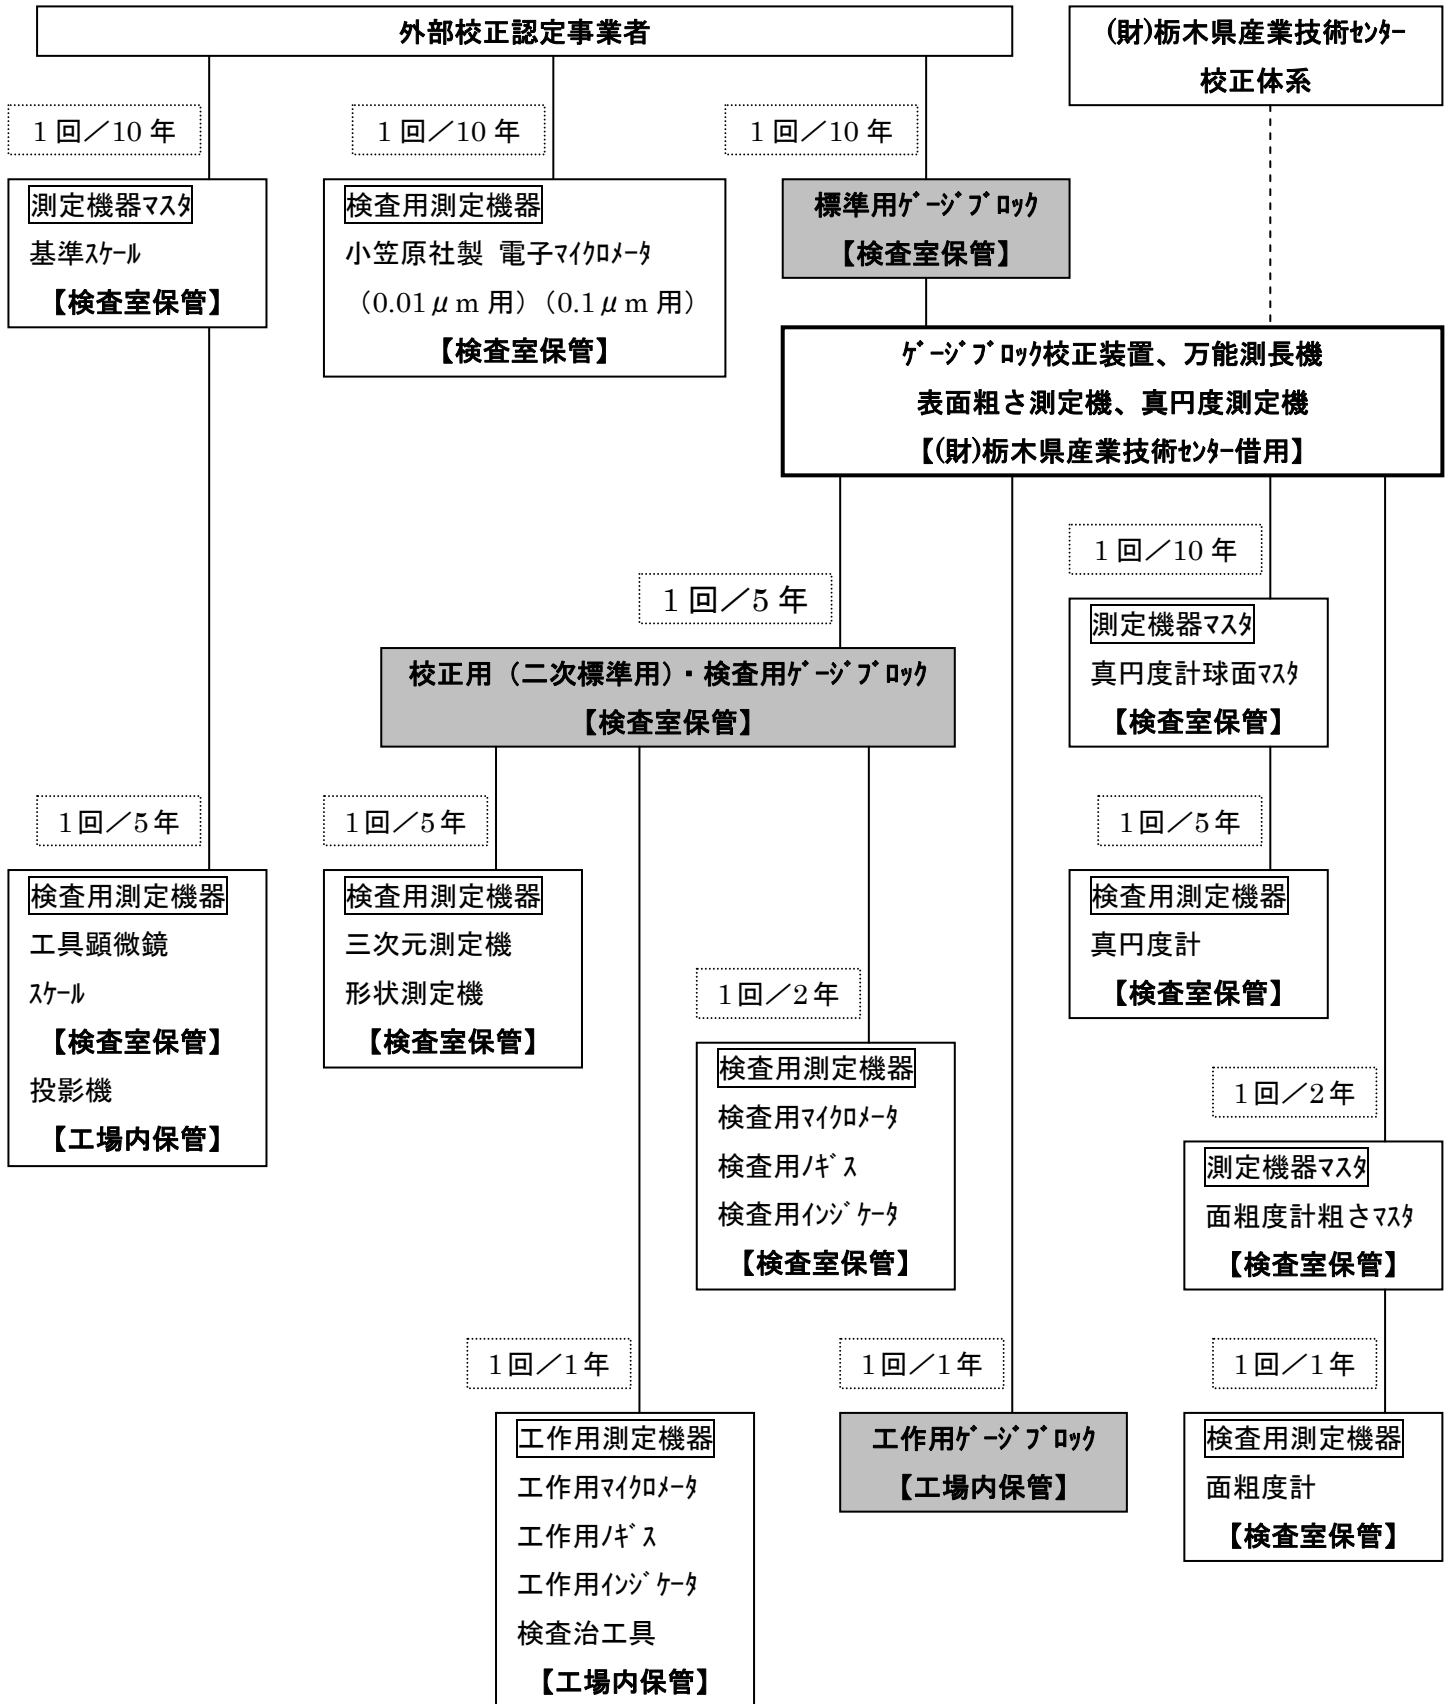 外部校正認定事業者
(財)栃木県産業技術ｾﾝﾀｰ
校正体系
1回／10年
1回／10年
1回／10年
測定機器ﾏｽﾀ
基準ｽｹｰﾙ
【検査室保管】
検査用測定機器
小笠原社製 電子ﾏｲｸﾛﾒｰﾀ
（0.01μm用）（0.1μm用）
【検査室保管】
標準用ｹﾞｰｼﾞﾌﾞﾛｯｸ
【検査室保管】
ｹﾞｰｼﾞﾌﾞﾛｯｸ校正装置、万能測長機
表面粗さ測定機、真円度測定機
【(財)栃木県産業技術ｾﾝﾀｰ借用】
1回／10年
1回／5年
測定機器ﾏｽﾀ
真円度計球面ﾏｽﾀ
【検査室保管】
校正用（二次標準用）・検査用ｹﾞｰｼﾞﾌﾞﾛｯｸ
【検査室保管】
1回／5年
1回／5年
1回／5年
検査用測定機器
工具顕微鏡
ｽｹｰﾙ
【検査室保管】
投影機
【工場内保管】
検査用測定機器
三次元測定機
形状測定機
【検査室保管】
検査用測定機器
真円度計
【検査室保管】
1回／2年
検査用測定機器
検査用ﾏｲｸﾛﾒｰﾀ
検査用ﾉｷﾞｽ
検査用ｲﾝｼﾞｹｰﾀ
【検査室保管】
1回／2年
測定機器ﾏｽﾀ
面粗度計粗さﾏｽﾀ
【検査室保管】
1回／1年
1回／1年
1回／1年
工作用測定機器
工作用ﾏｲｸﾛﾒｰﾀ
工作用ﾉｷﾞｽ
工作用ｲﾝｼﾞｹｰﾀ
検査治工具
【工場内保管】
工作用ｹﾞｰｼﾞﾌﾞﾛｯｸ
【工場内保管】
検査用測定機器
面粗度計
【検査室保管】